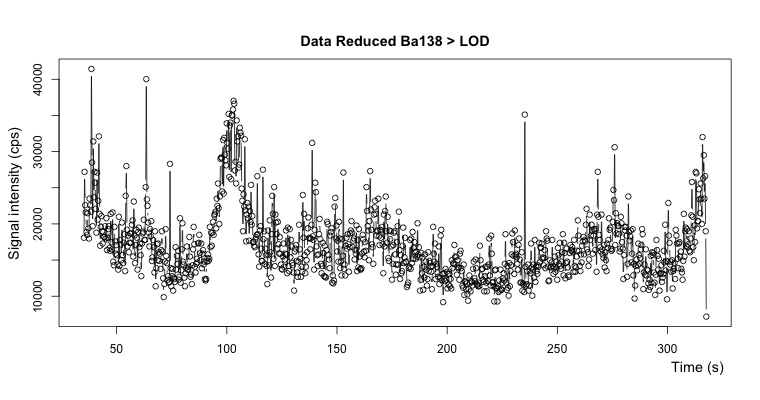 Data Reduced Ba138 > LOD
Signal intensity (cps)
40000
30000
20000
10000
50 100 150 200 250 300
Time (s)